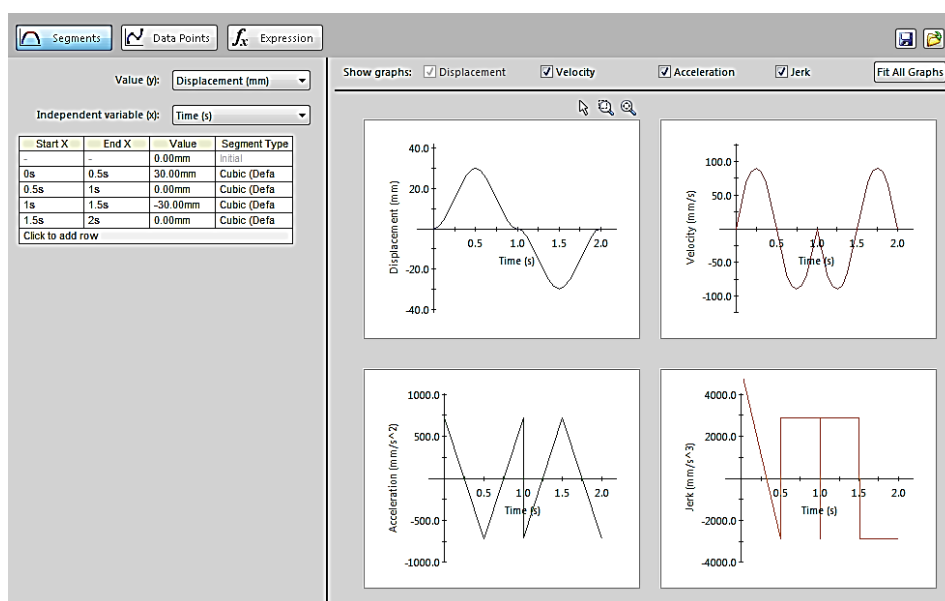 Segments Data Points fx Expression
Value (y): Displacement (mm)
Independent variable (x): Time (s)
Start X End X Value Segment Type
- - 0.00mm Initial
0s 0.5s 30.00mm Cubic (Defa
0.5s 1s 0.00mm Cubic (Defa
1s 1.5s -30.00mm Cubic (Defa
1.5s 2s 0.00mm Cubic (Defa
Click to add row
Show graphs: Displacement Velocity Acceleration Jerk Fit All Graphs
40.0
20.0
-20.0
-40.0
Displacement (mm)
0.5 1.0 1.5 2.0
Time (s)
100.0
50.0
-50.0
-100.0
Velocity (mm/s)
0.5 1.0 1.5 2.0
Time (s)
1000.0
500.0
-500.0
-1000.0
Acceleration (mm/s^2)
0.5 1.0 1.5 2.0
Time (s)
4000.0
2000.0
-2000.0
-4000.0
Jerk (mm/s^3)
0.5 1.0 1.5 2.0
Time (s)